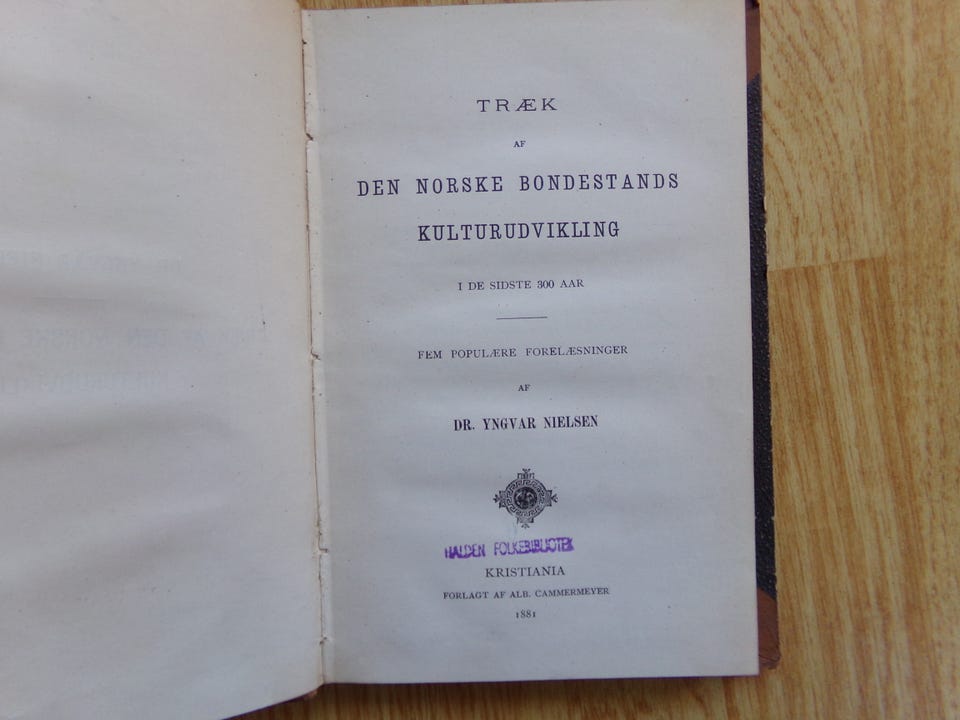 TRÆK
AF
DEN NORSKE BONDESTANDS
KULTURUDVIKLING
I DE SIDSTE 300 AAR
FEM POPULÆRE FORELÆSNINGER
AF
DR. YNGVAR NIELSEN
HALDEN FOLKEBIBLIOTEK
KRISTIANIA
FORLAGT AF ALB. CAMMERMEYER
1881